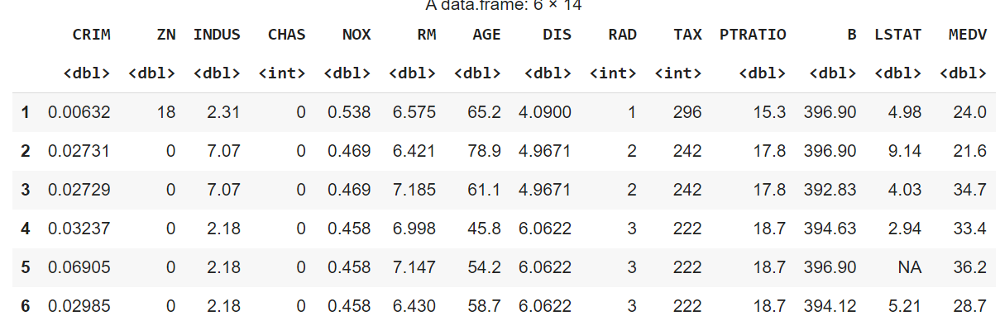 A data.frame: 6 × 14
CRIM ZN INDUS CHAS NOX RM AGE DIS RAD TAX PTRATIO B LSTAT MEDV
<dbl> <dbl> <dbl> <int> <dbl> <dbl> <dbl> <dbl> <int> <int> <dbl> <dbl> <dbl> <dbl>
1 0.00632 18 2.31 0 0.538 6.575 65.2 4.0900 1 296 15.3 396.90 4.98 24.0
2 0.02731 0 7.07 0 0.469 6.421 78.9 4.9671 2 242 17.8 396.90 9.14 21.6
3 0.02729 0 7.07 0 0.469 7.185 61.1 4.9671 2 242 17.8 392.83 4.03 34.7
4 0.03237 0 2.18 0 0.458 6.998 45.8 6.0622 3 222 18.7 394.63 2.94 33.4
5 0.06905 0 2.18 0 0.458 7.147 54.2 6.0622 3 222 18.7 396.90 NA 36.2
6 0.02985 0 2.18 0 0.458 6.430 58.7 6.0622 3 222 18.7 394.12 5.21 28.7